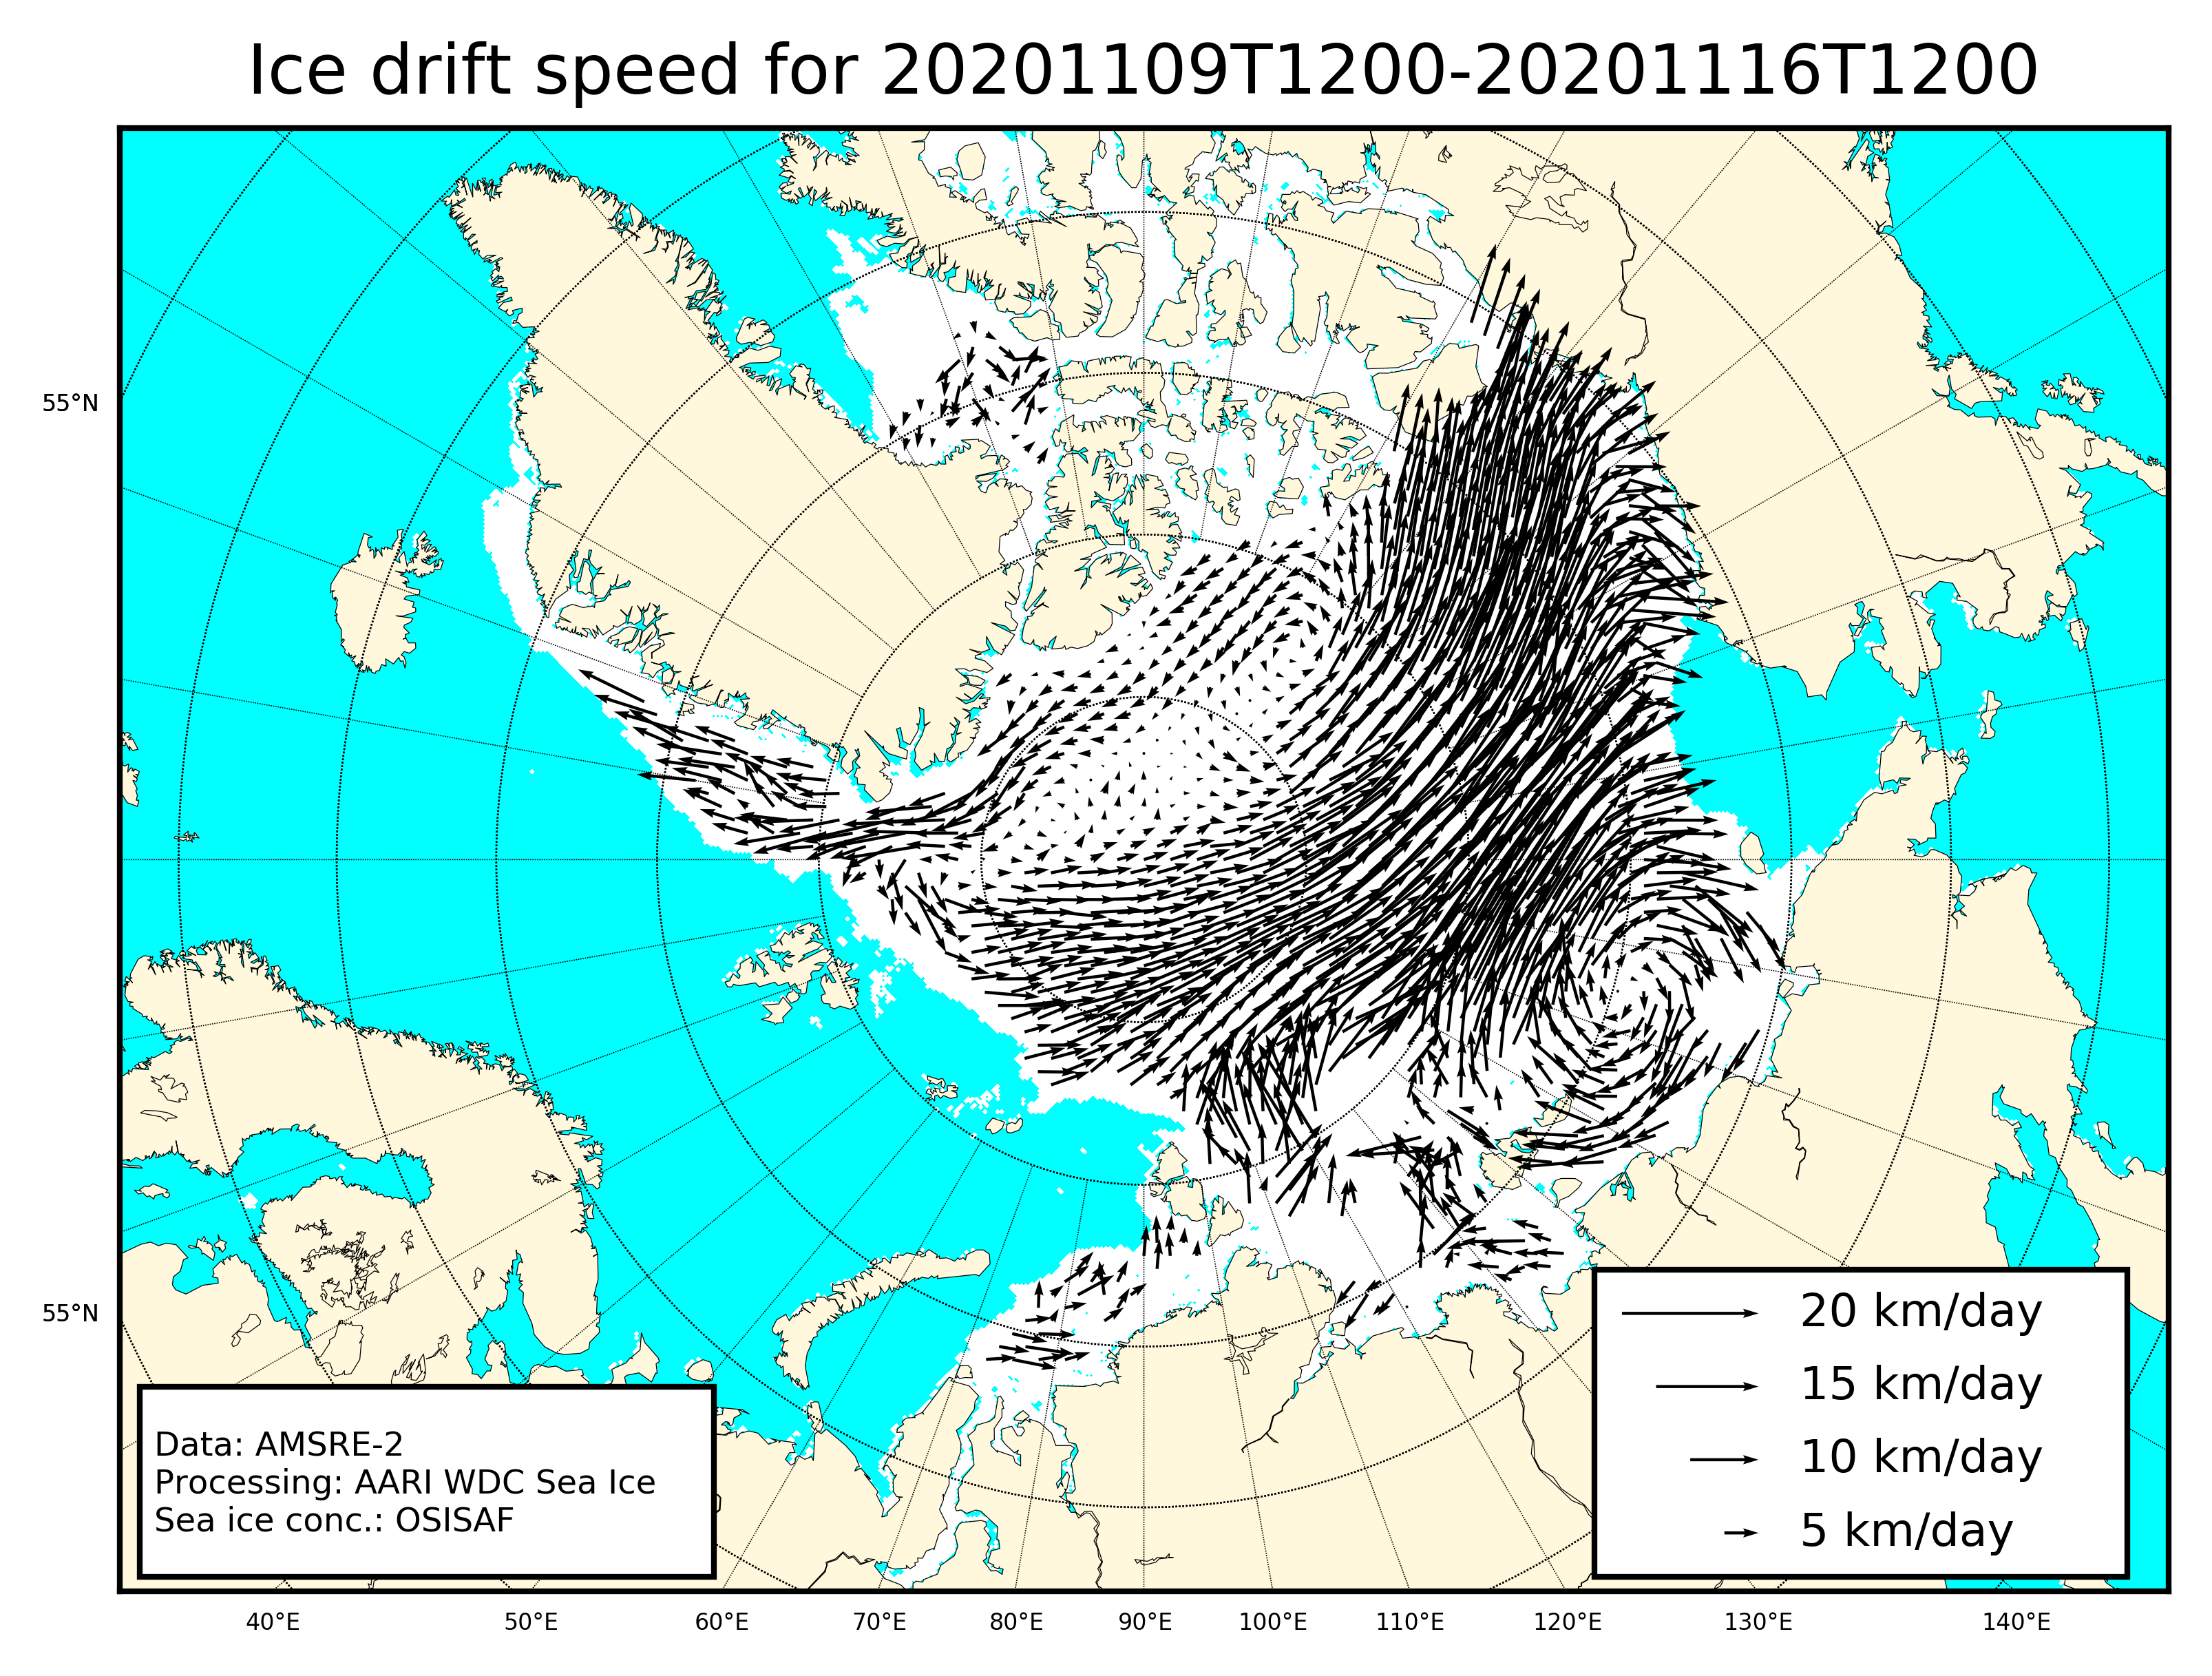 Ice drift speed for 20201109T1200-20201116T1200
55°N
55°N
20 km/day
15 km/day
10 km/day
5 km/day
Data: AMSRE-2
Processing: AARI WDC Sea Ice
Sea ice conc.: OSISAF
40°E 50°E 60°E 70°E 80°E 90°E 100°E 110°E 120°E 130°E 140°E